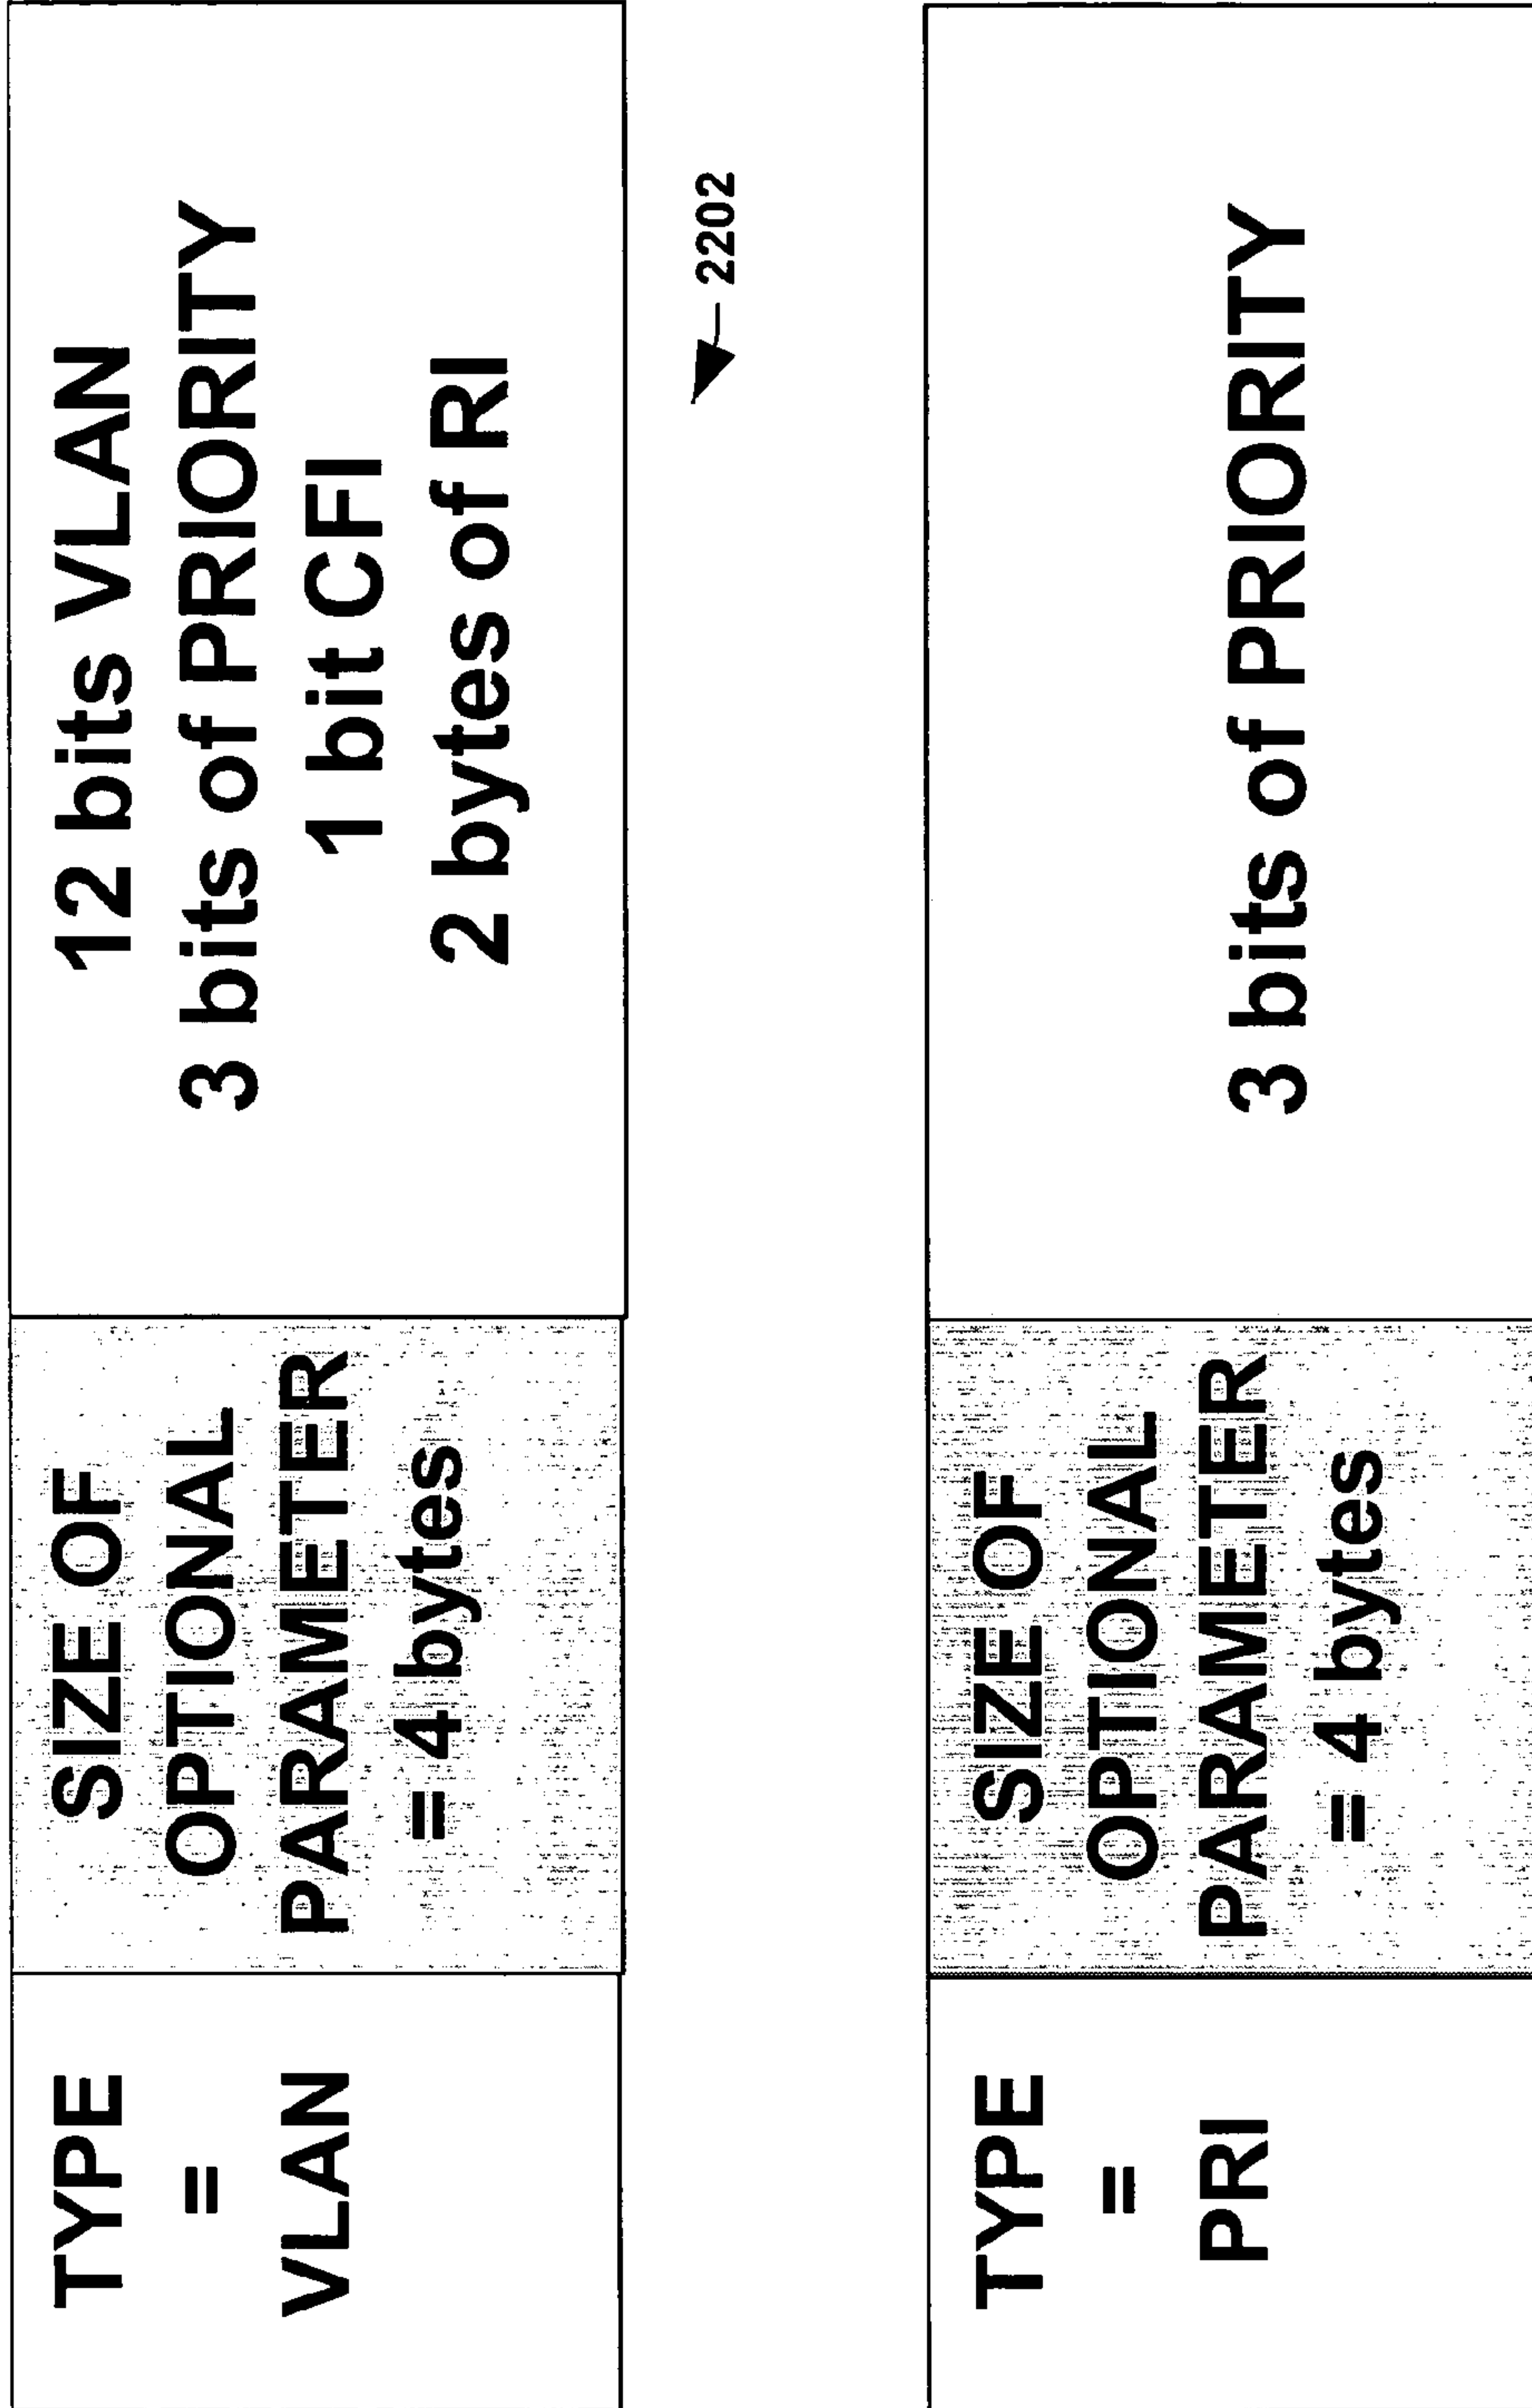 TYPE
=
VLAN
SIZE OF
OPTIONAL
PARAMETER
= 4 bytes
12 bits VLAN
3 bits of PRIORITY
1 bit CFI
2 bytes of RI
2202
TYPE
=
PRI
SIZE OF
OPTIONAL
PARAMETER
= 4 bytes
3 bits of PRIORITY